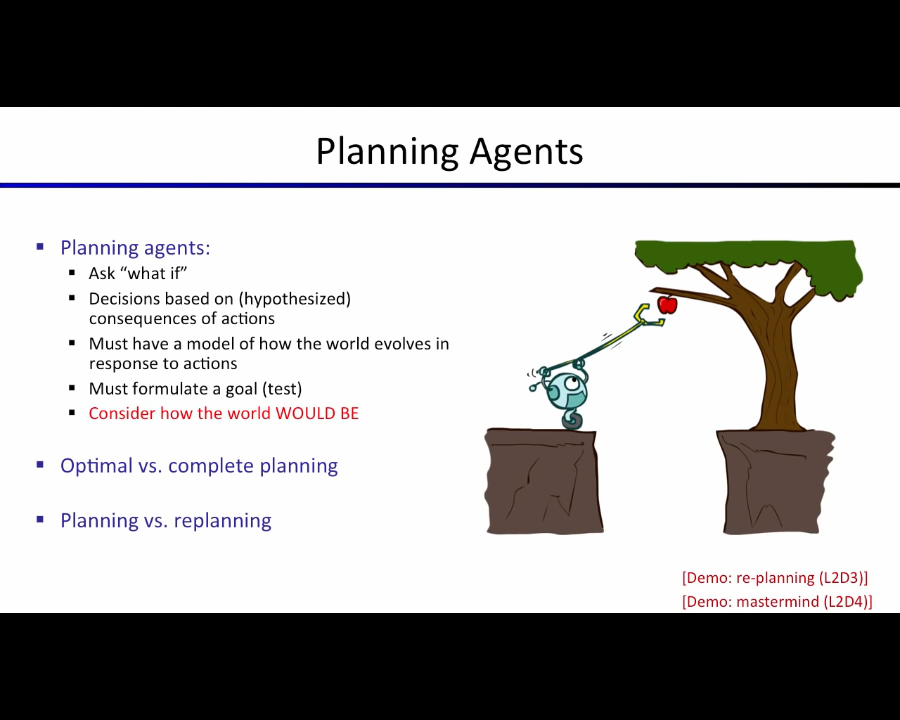 Planning Agents
▪ Planning agents:
▪ Ask “what if”
▪ Decisions based on (hypothesized)
consequences of actions
▪ Must have a model of how the world evolves in
response to actions
▪ Must formulate a goal (test)
▪ Consider how the world WOULD BE
▪ Optimal vs. complete planning
▪ Planning vs. replanning
[Demo: re-planning (L2D3)]
[Demo: mastermind (L2D4)]